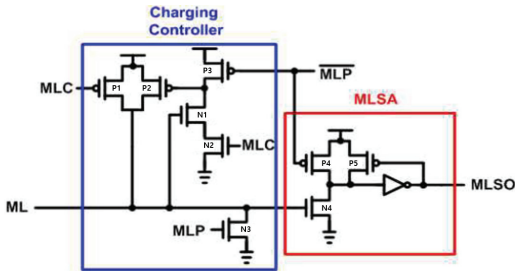 Charging
Controller
MLC
P1
P2
P3
MLP
N1
N2
MLC
MLSA
P4
P5
ML
N4
MLSO
MLP
N3